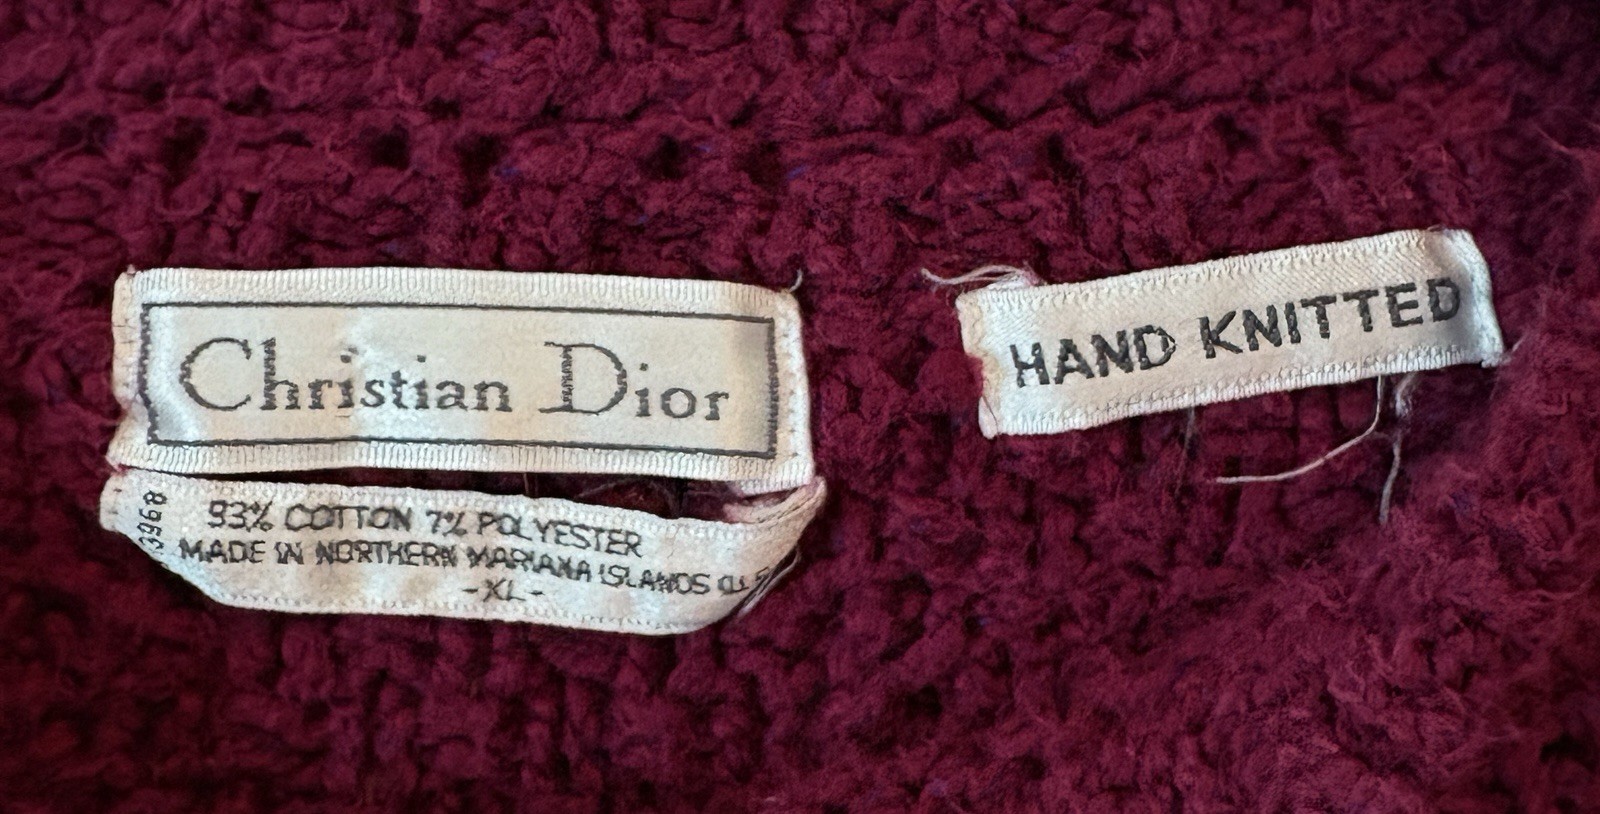 Christian Dior
HAND KNITTED
93% COTTON 7% POLYESTER
MADE IN NORTHERN MARIANA ISLANDS
-XL-